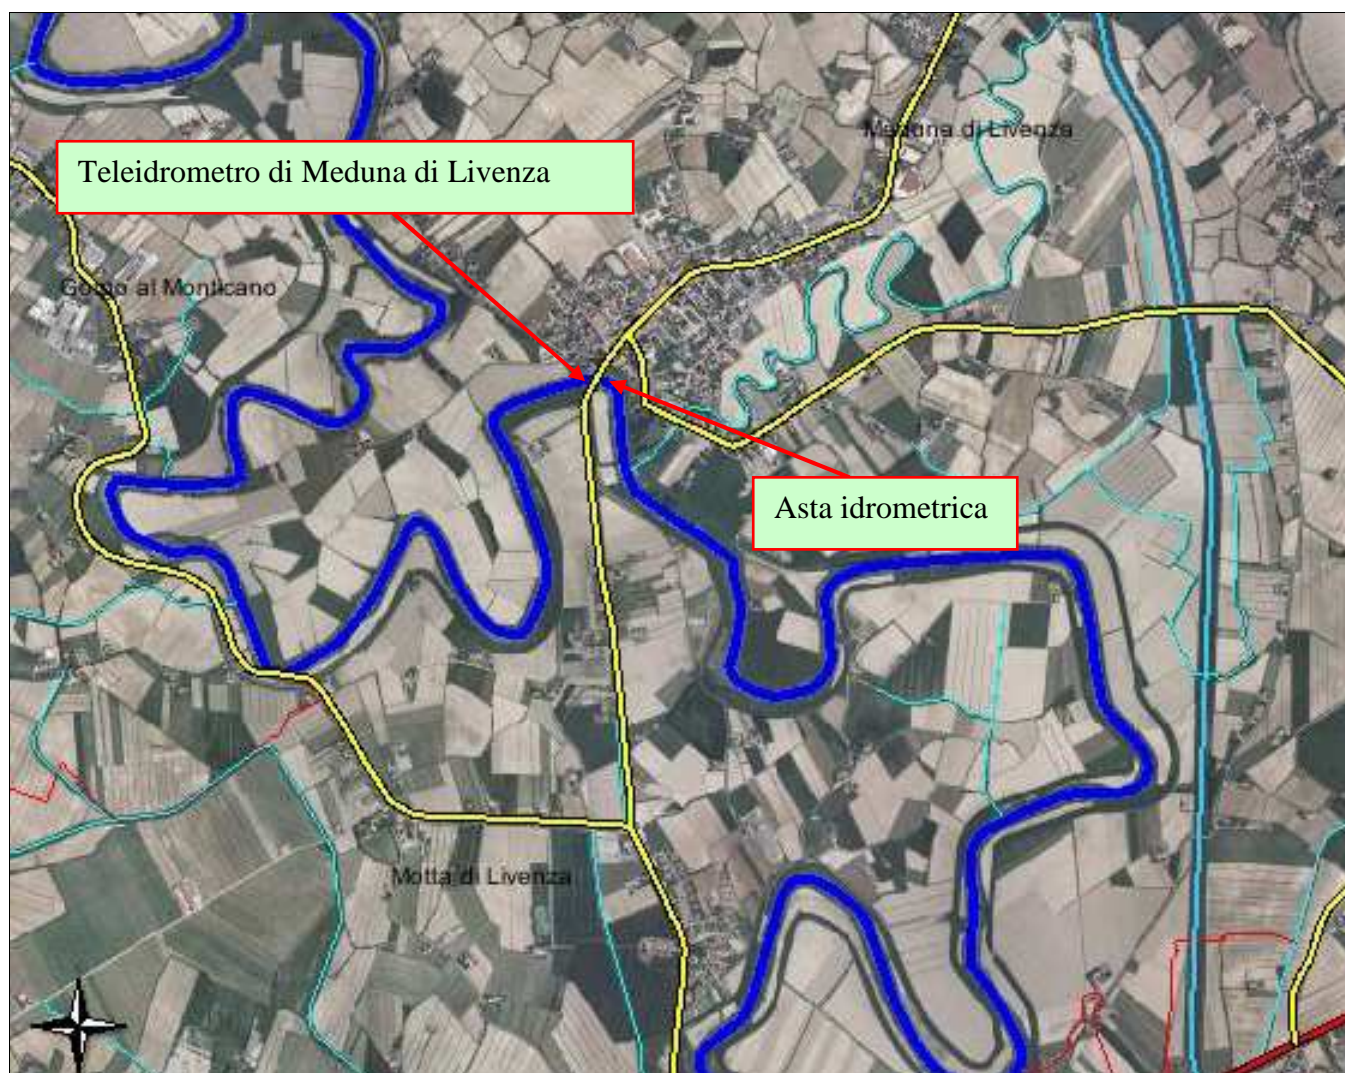 Meduna di Livenza
Teleidrometro di Meduna di Livenza
Gorgo al Monticano
Asta idrometrica
Motta di Livenza